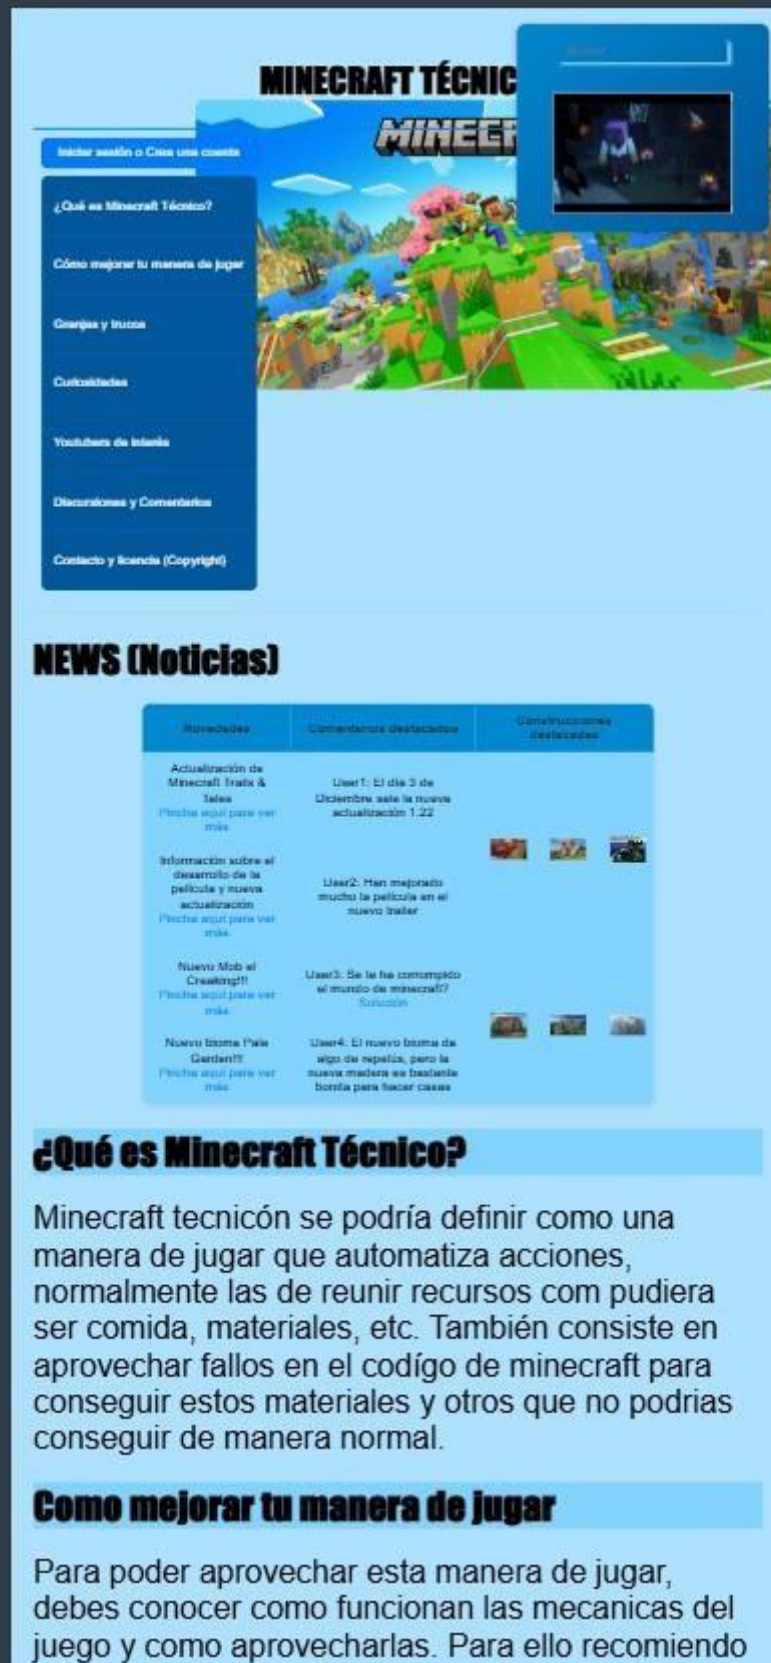 MINECRAFT TÉCNIC
MINECR
Iniciar sesión o Crea una cuenta
¿Qué es Minecraft Técnico?
Cómo mejorar tu manera de jugar
Granjas y trucos
Curiosidades
Youtubers de interés
Discursiones y Comentarios
Contacto y licencia (Copyright)
NEWS (Noticias)
Novedades
Comentarios destacados
Construcciones
destacadas
Actualización de
Minecraft Trails &
Tales
Pincha aquí para ver
más
User1: El día 3 de
Diciembre sale la nueva
actualización 1.22
Información sobre el
desarrollo de la
película y nueva
actualización
Pincha aquí para ver
más
User2: Han mejorado
mucho la película en el
nuevo trailer
Nuevo Mob el
Creaking!!!
Pincha aquí para ver
más
User3: Se te ha corrompido
el mundo de minecraft?
Solución
Nuevo bioma Pale
Garden!!!
Pincha aquí para ver
más
User4: El nuevo bioma da
algo de repelús, pero la
nueva madera es bastante
bonita para hacer casas
¿Qué es Minecraft Técnico?
Minecraft tecnicón se podría definir como una
manera de jugar que automatiza acciones,
normalmente las de reunir recursos com pudiera
ser comida, materiales, etc. También consiste en
aprovechar fallos en el codígo de minecraft para
conseguir estos materiales y otros que no podrias
conseguir de manera normal.
Como mejorar tu manera de jugar
Para poder aprovechar esta manera de jugar,
debes conocer como funcionan las mecanicas del
juego y como aprovecharlas. Para ello recomiendo